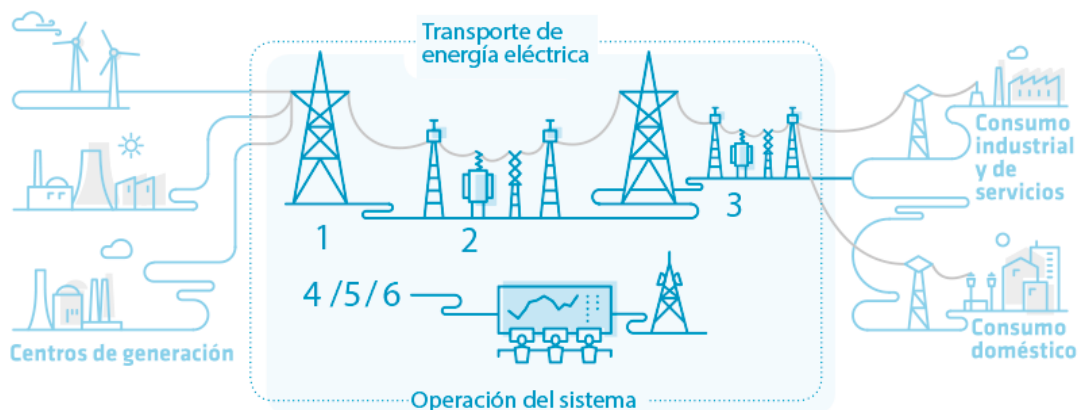 Transporte de
energía eléctrica
Consumo
industrial
y de
servicios
1
2
3
4 /5/ 6
Centros de generación
Consumo
doméstico
Operación del sistema